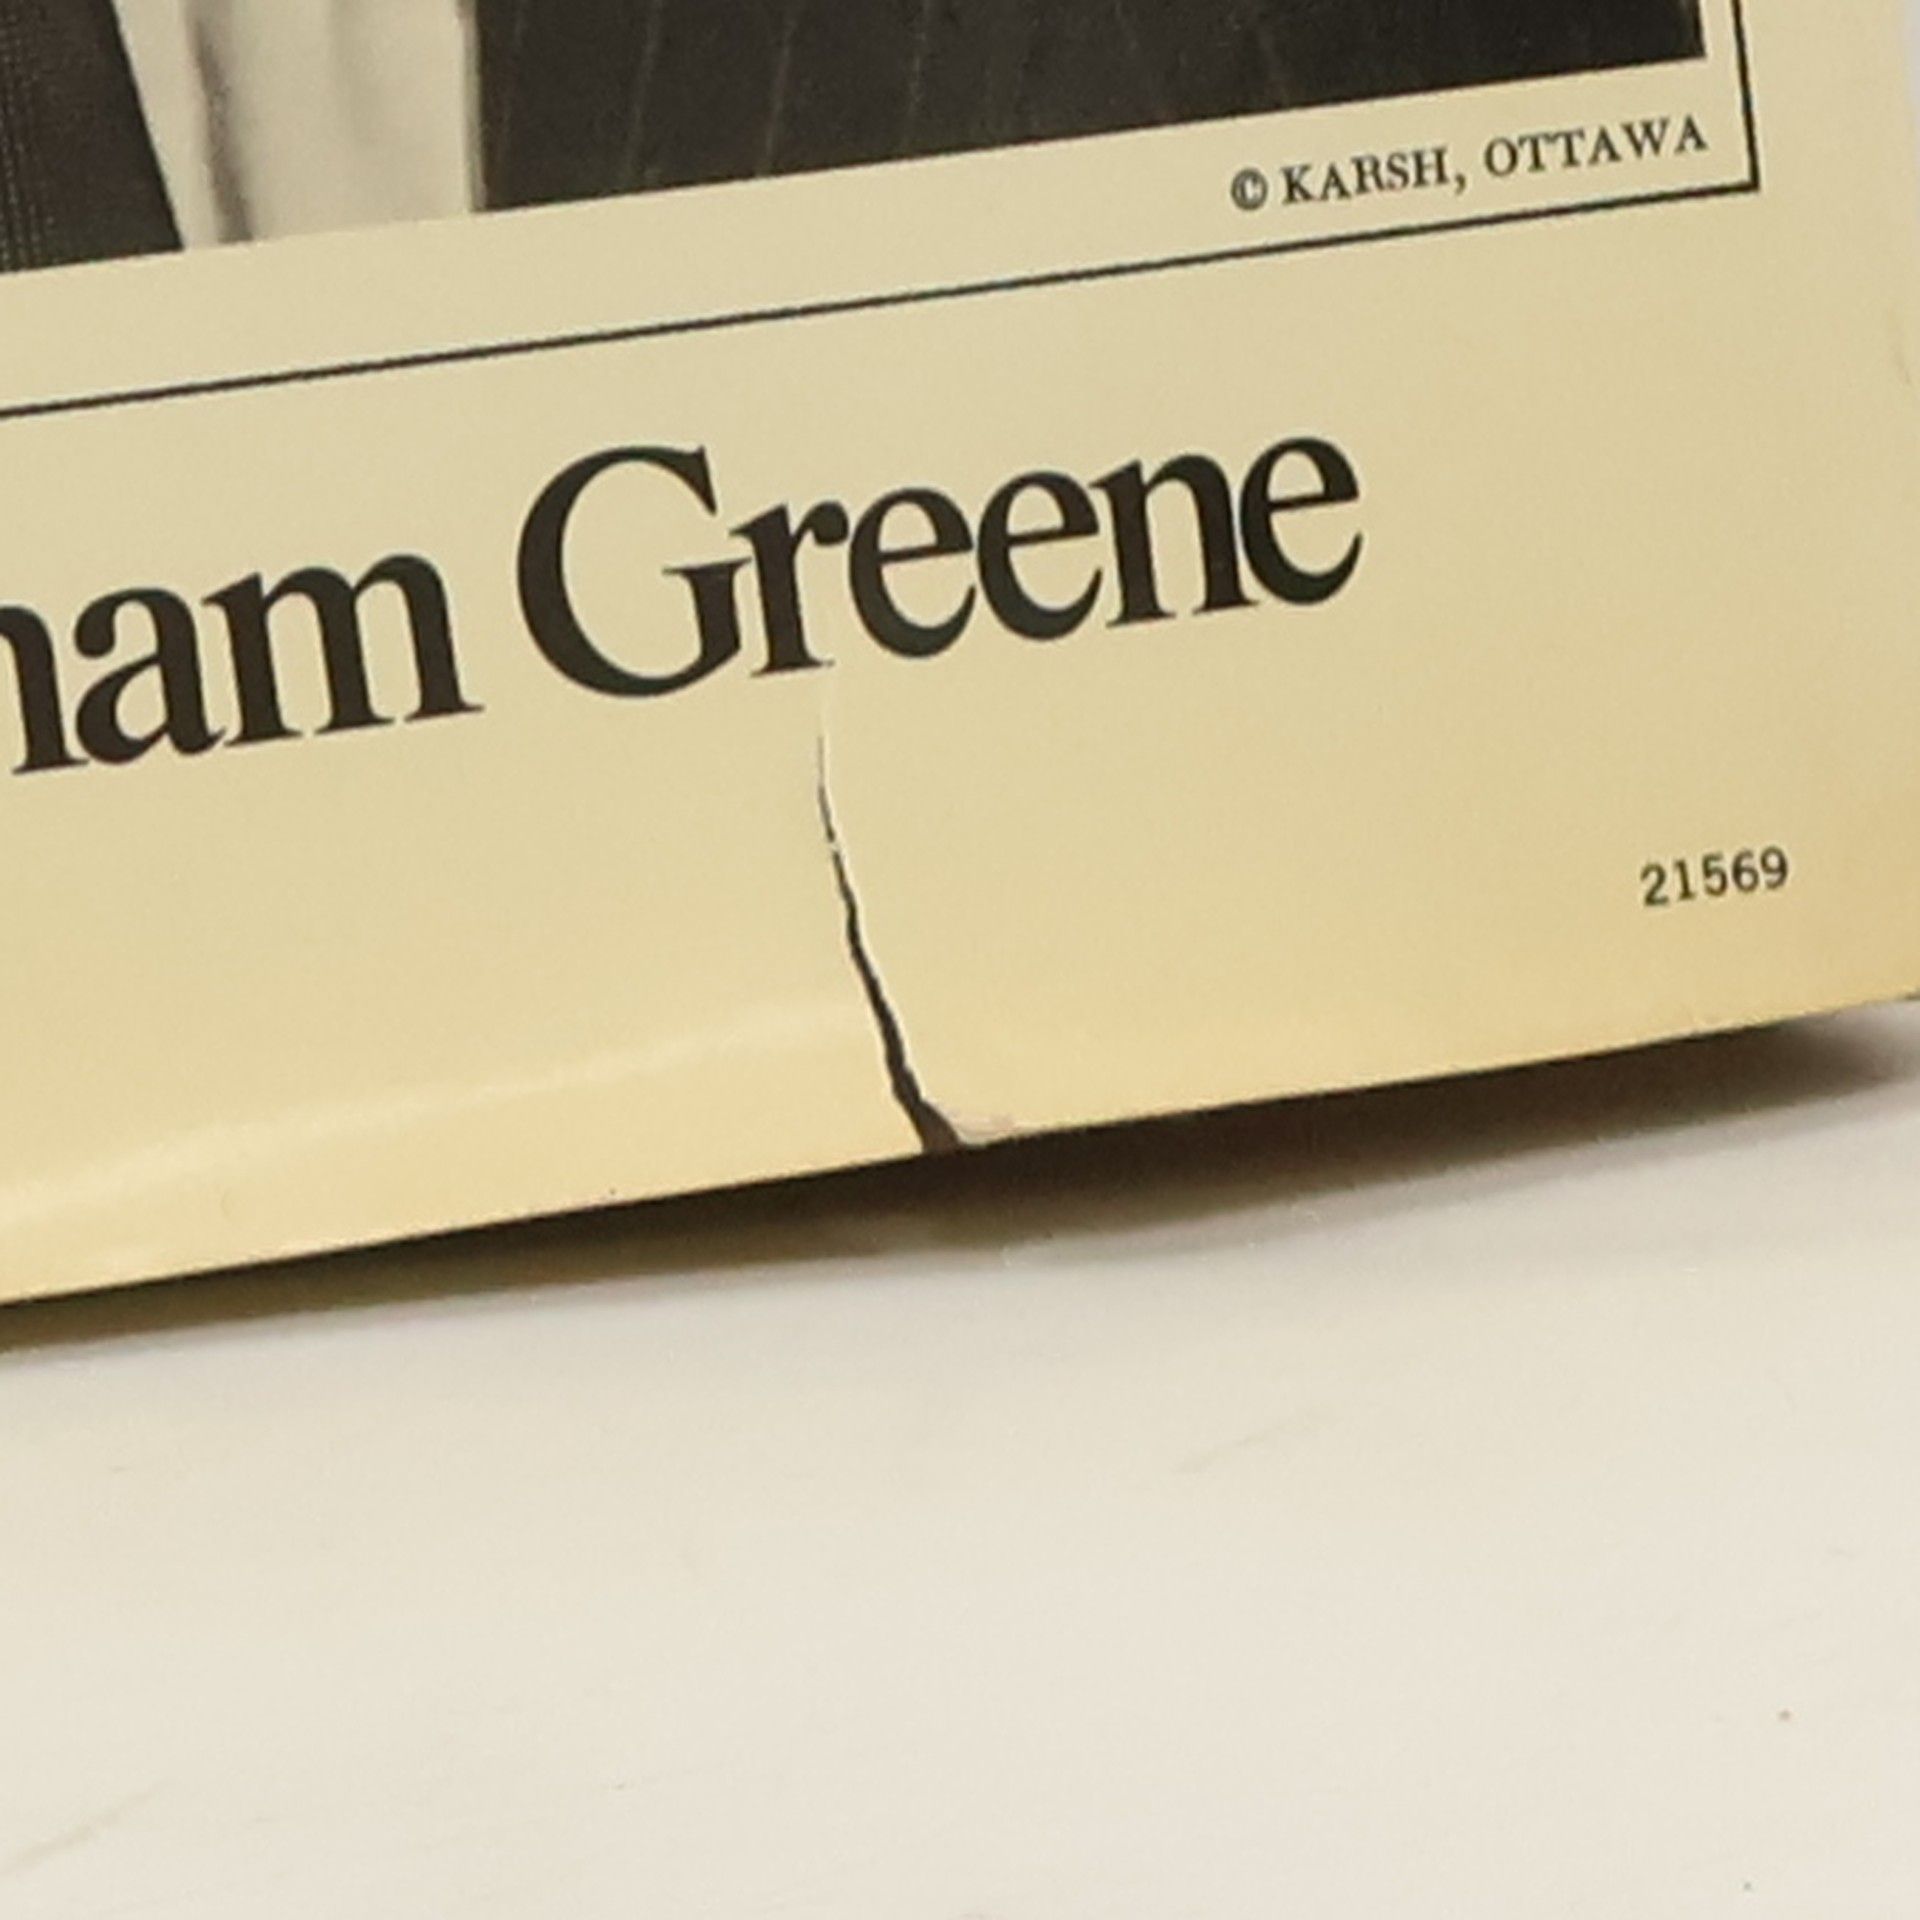 © KARSH, OTTAWA
ham Greene
21569